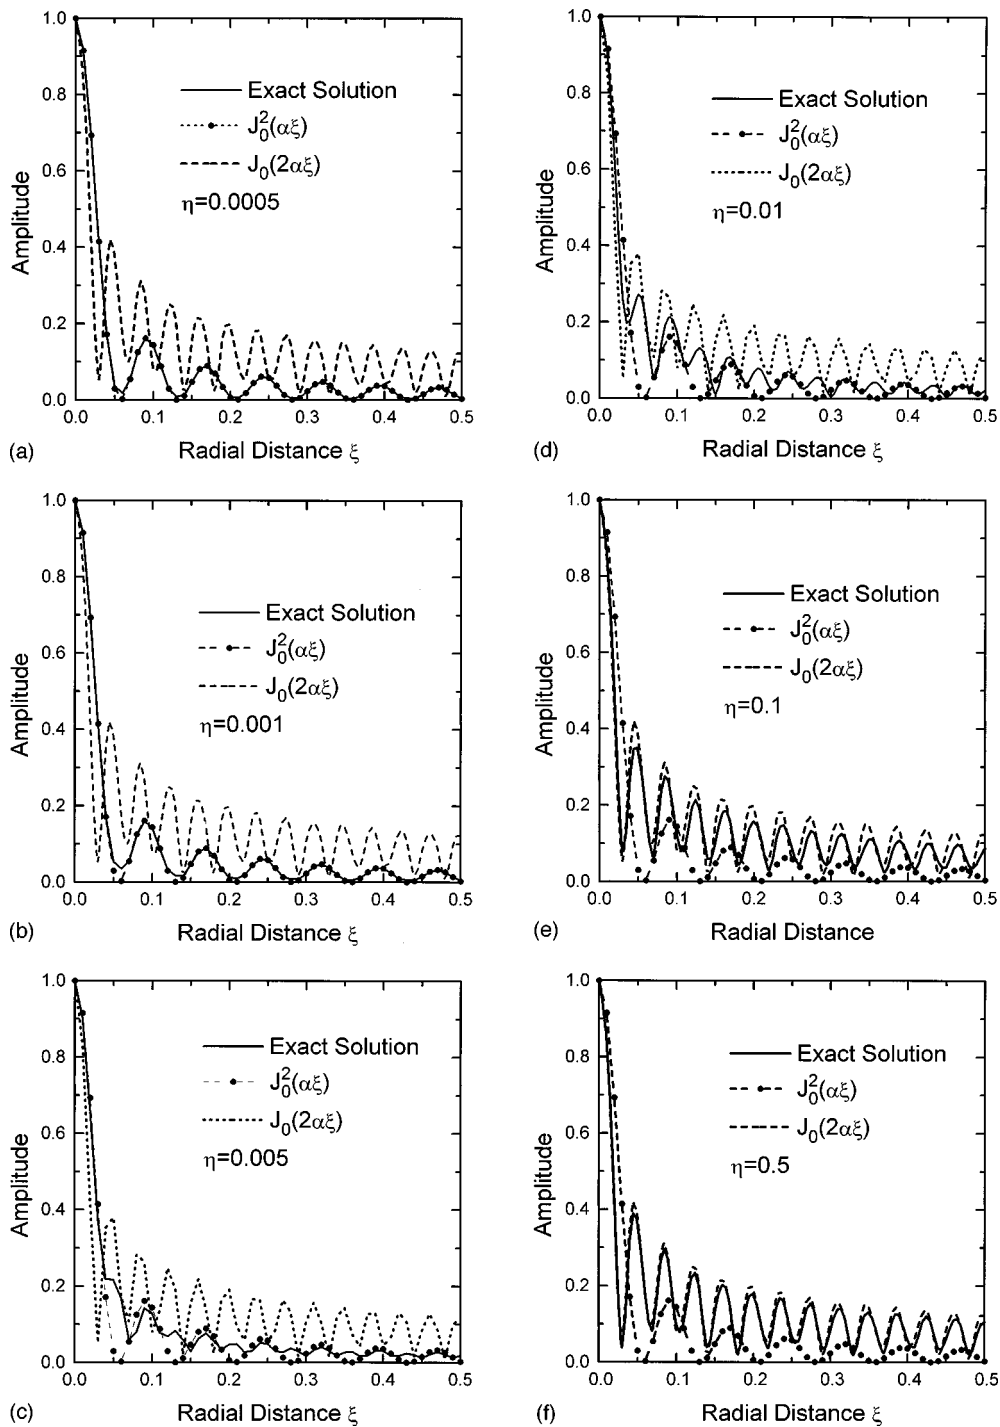 1.0
0.8
0.6
0.4
0.2
0.0
Amplitude
Exact Solution
J₀²(αξ)
J₀(2αξ)
η=0.0005
0.0 0.1 0.2 0.3 0.4 0.5
(a) Radial Distance ξ
1.0
0.8
0.6
0.4
0.2
0.0
Amplitude
Exact Solution
J₀²(αξ)
J₀(2αξ)
η=0.01
0.0 0.1 0.2 0.3 0.4 0.5
(d) Radial Distance ξ
1.0
0.8
0.6
0.4
0.2
0.0
Amplitude
Exact Solution
J₀²(αξ)
J₀(2αξ)
η=0.001
0.0 0.1 0.2 0.3 0.4 0.5
(b) Radial Distance ξ
1.0
0.8
0.6
0.4
0.2
0.0
Amplitude
Exact Solution
J₀²(αξ)
J₀(2αξ)
η=0.1
0.0 0.1 0.2 0.3 0.4 0.5
(e) Radial Distance
1.0
0.8
0.6
0.4
0.2
0.0
Amplitude
Exact Solution
J₀²(αξ)
J₀(2αξ)
η=0.005
0.0 0.1 0.2 0.3 0.4 0.5
(c) Radial Distance ξ
1.0
0.8
0.6
0.4
0.2
0.0
Amplitude
Exact Solution
J₀²(αξ)
J₀(2αξ)
η=0.5
0.0 0.1 0.2 0.3 0.4 0.5
(f) Radial Distance ξ